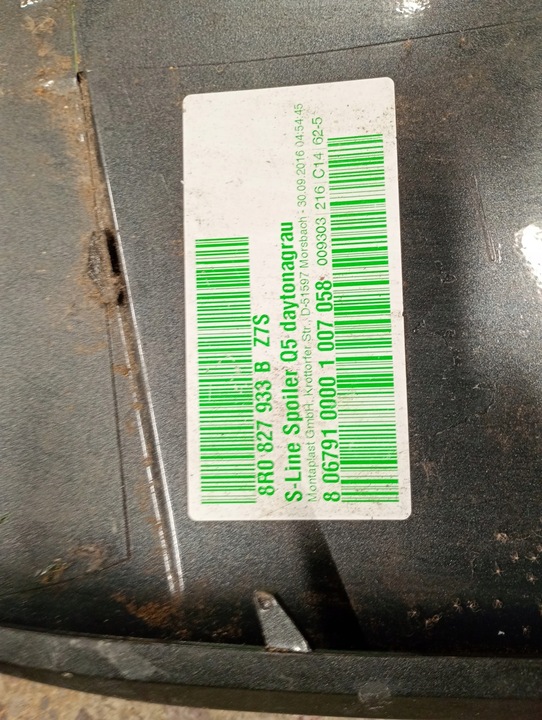 8R0 827 933 B Z7S
S-Line Spoiler Q5 daytonagrau
Montaplast GmbH, Krottorfer Str., D-51597 Morsbach - 30.09.2016 04:54:45
8 06791 0000 1 007 058 009303 216 C14 62-5